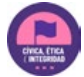 CÍVICA, ÉTICA
/ INTEGRIDAD